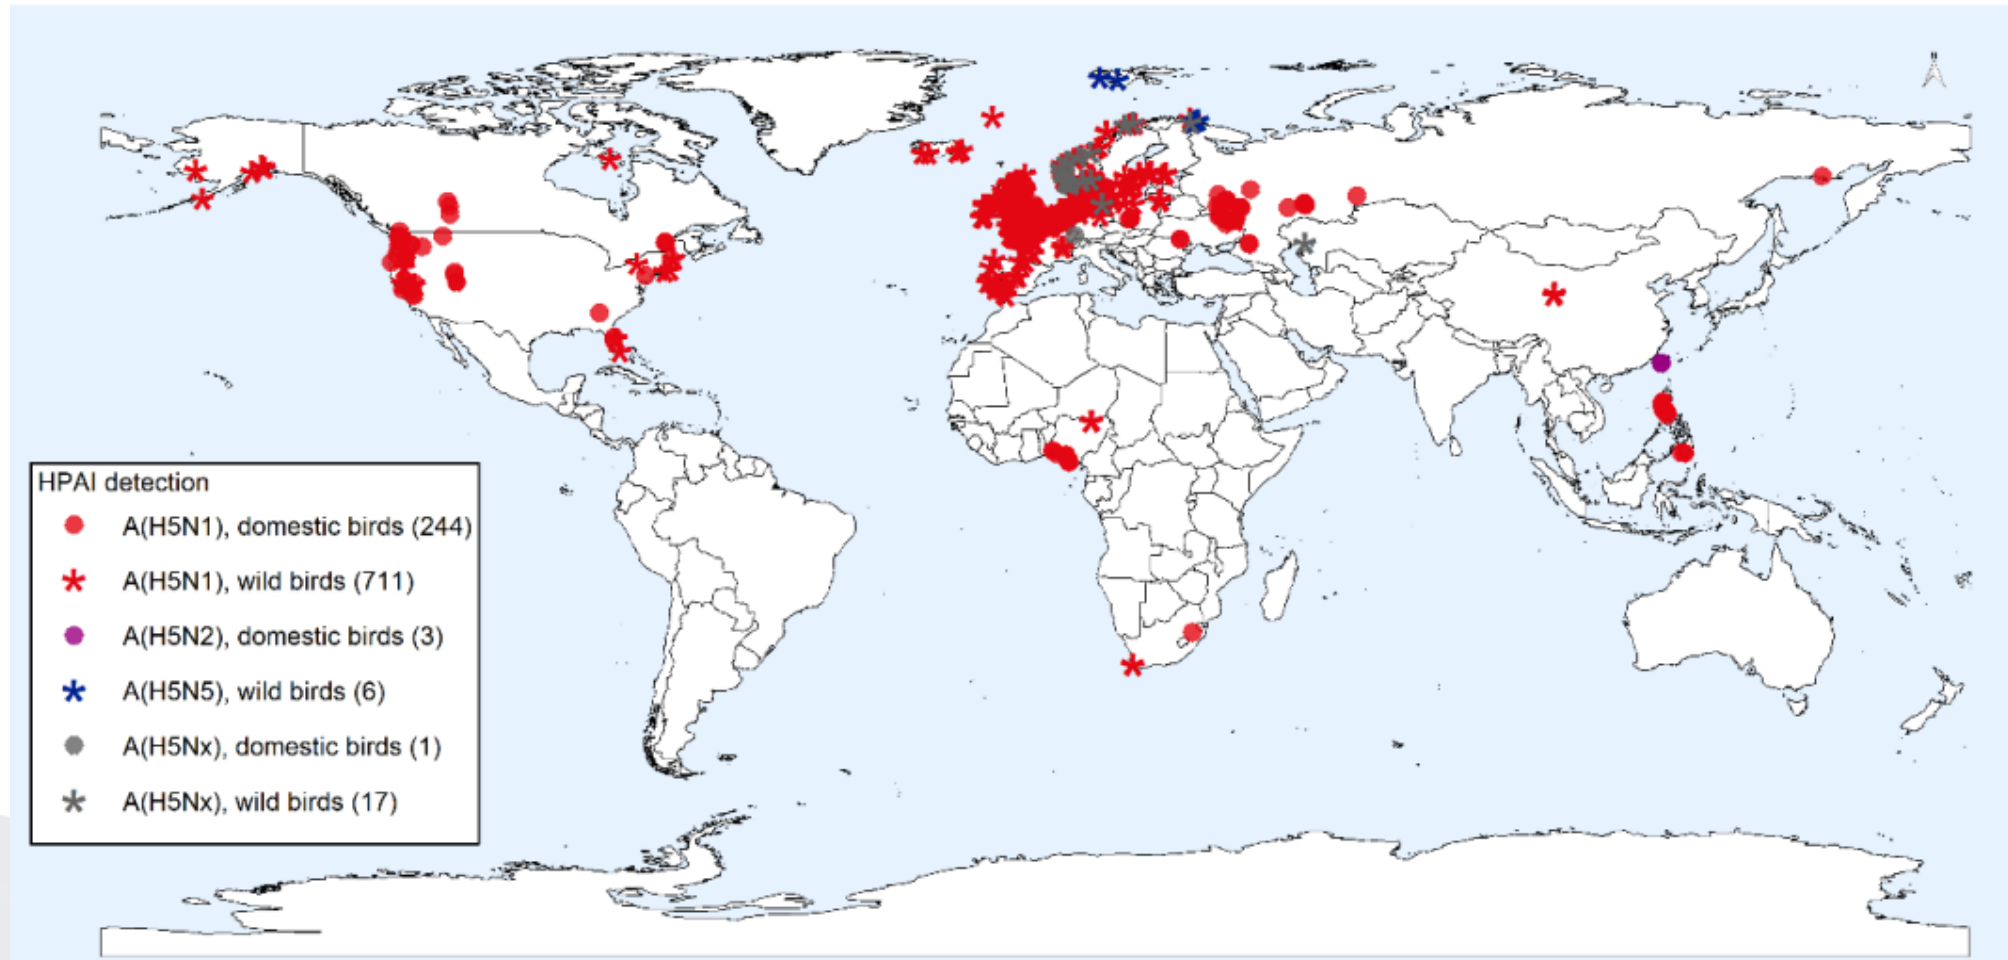 HPAI detection
A(H5N1), domestic birds (244)
A(H5N1), wild birds (711)
A(H5N2), domestic birds (3)
A(H5N5), wild birds (6)
A(H5Nx), domestic birds (1)
A(H5Nx), wild birds (17)